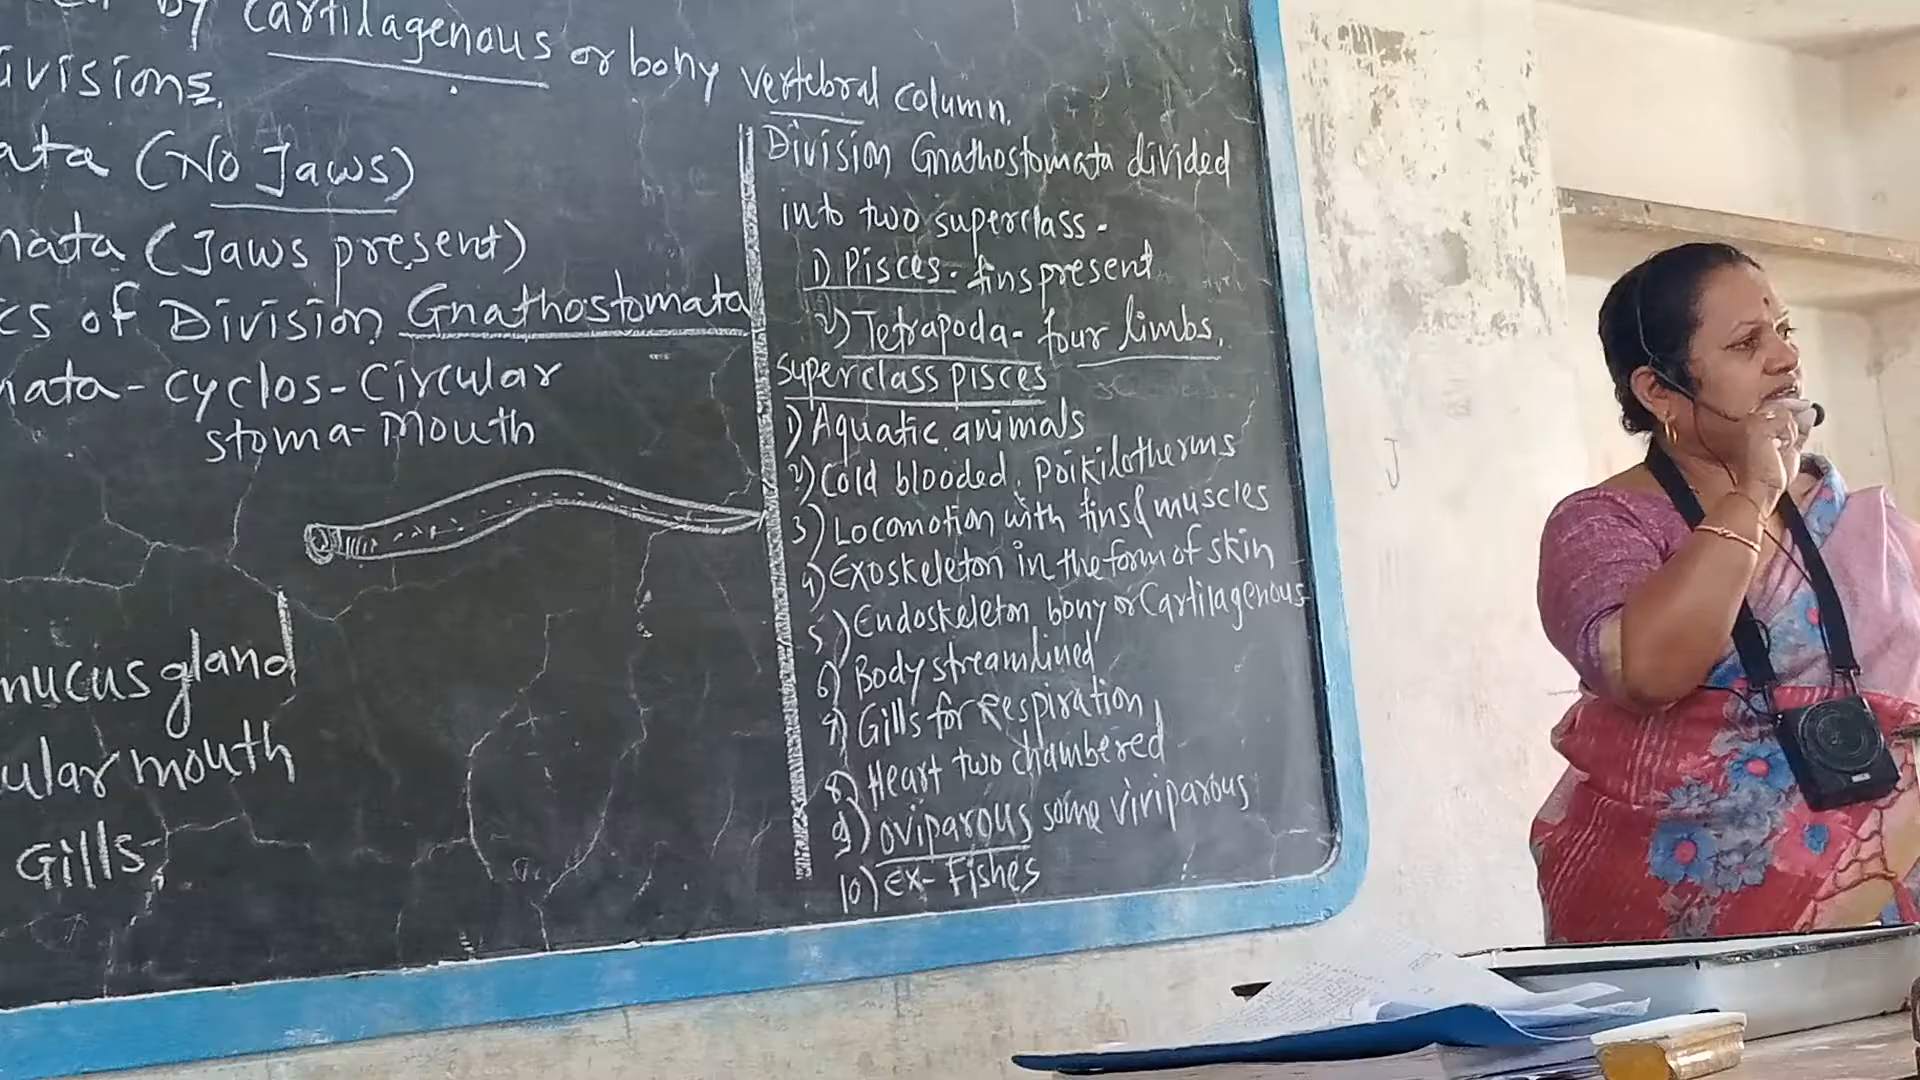 by cartilagenous or bony vertebral column.
divisions.
ata (No Jaws)
nata (Jaws present)
cs of Division Gnathostomata
nata - cyclos - Circular
stoma - Mouth
mucus gland
ular mouth
Gills
Division Gnathostomata divided
into two superclass -
1) Pisces - fins present
2) Tetrapoda - four limbs.
superclass pisces
1) Aquatic animals
2) Cold blooded. Poikilotherms
3) Locomotion with fins & muscles
4) Exoskeleton in the form of skin
5) Endoskeleton bony or Cartilagenous
6) Body streamlined
7) Gills for Respiration
8) Heart two chambered
9) oviparous some viviparous
10) Ex - Fishes